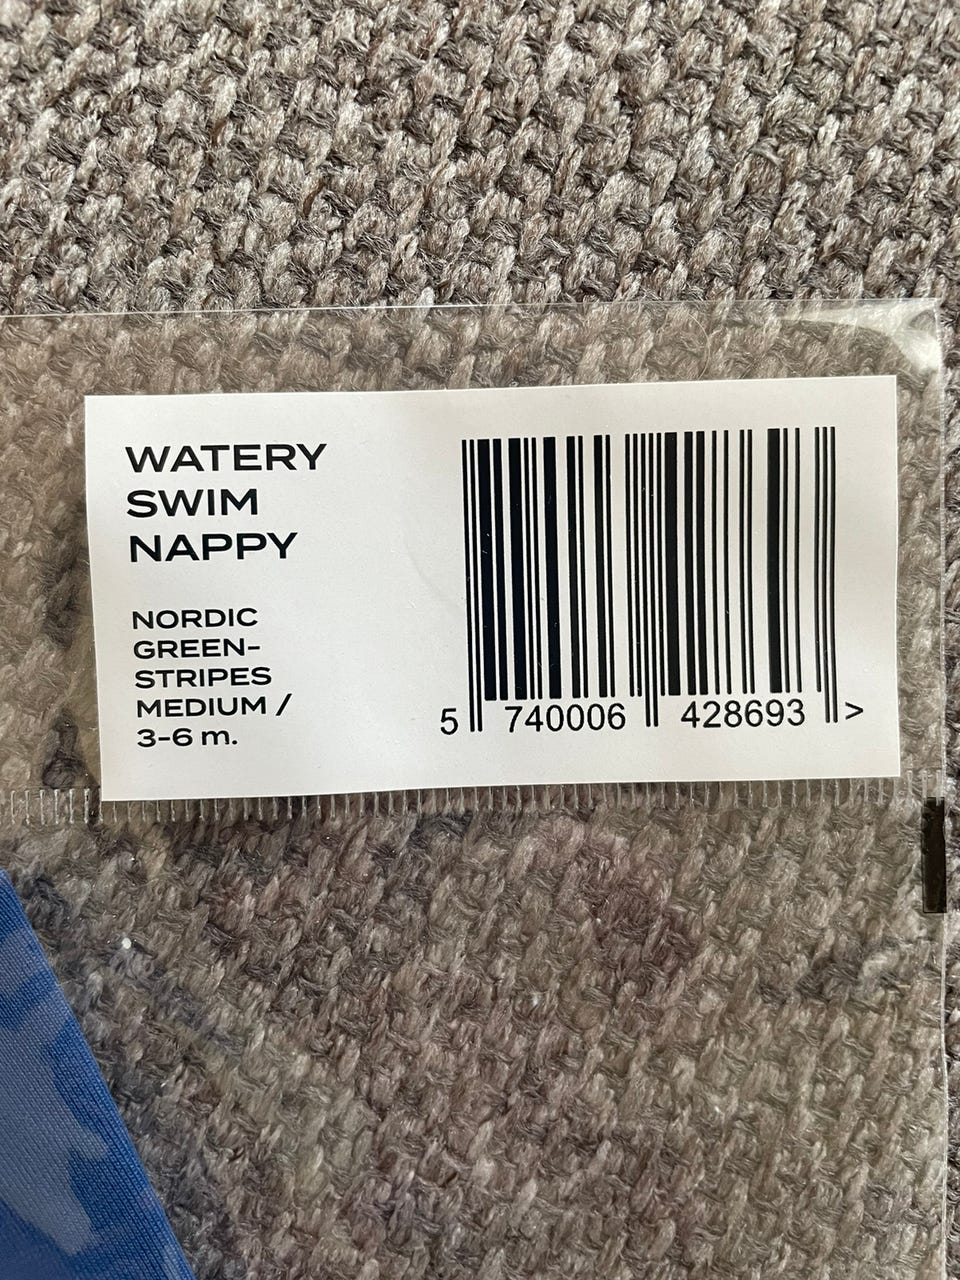 WATERY
SWIM
NAPPY
NORDIC
GREEN-
STRIPES
MEDIUM /
3-6 m.
5 740006 428693 >